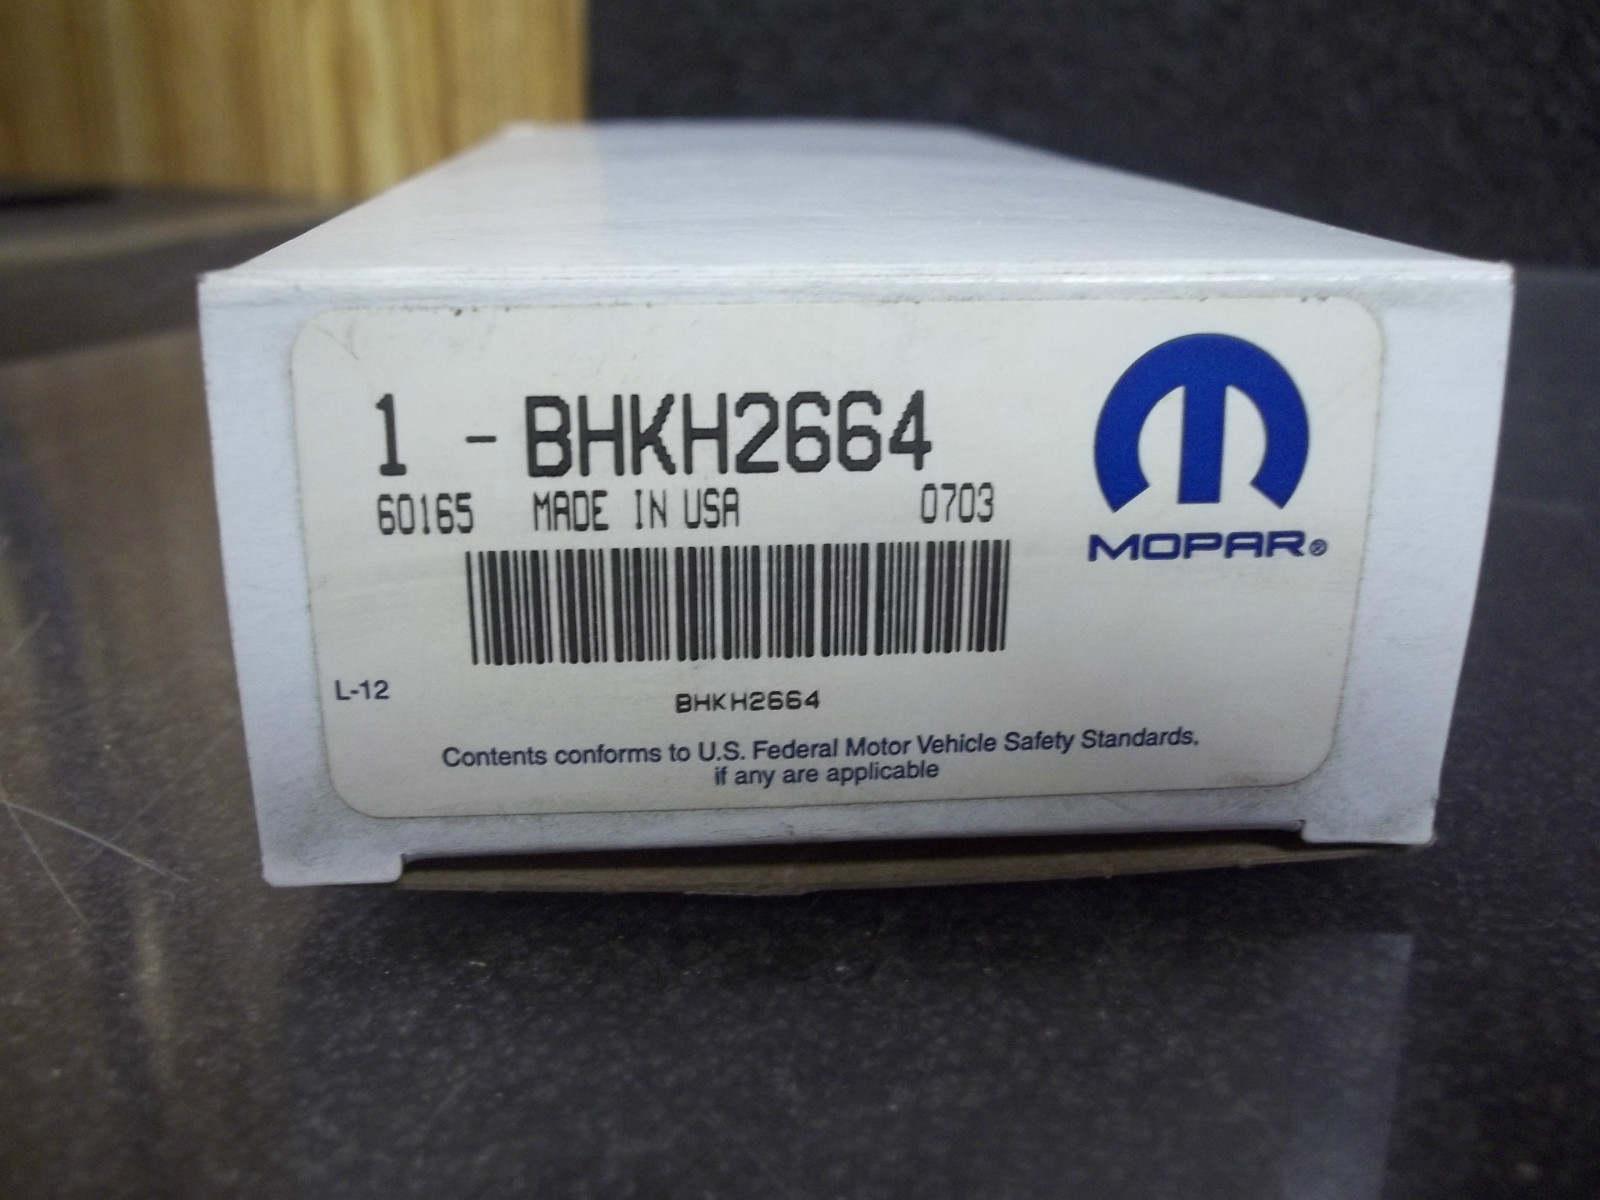 1 - BHKH2664
60165 MADE IN USA 0703
MOPAR®
L-12
BHKH2664
Contents conforms to U.S. Federal Motor Vehicle Safety Standards,
if any are applicable